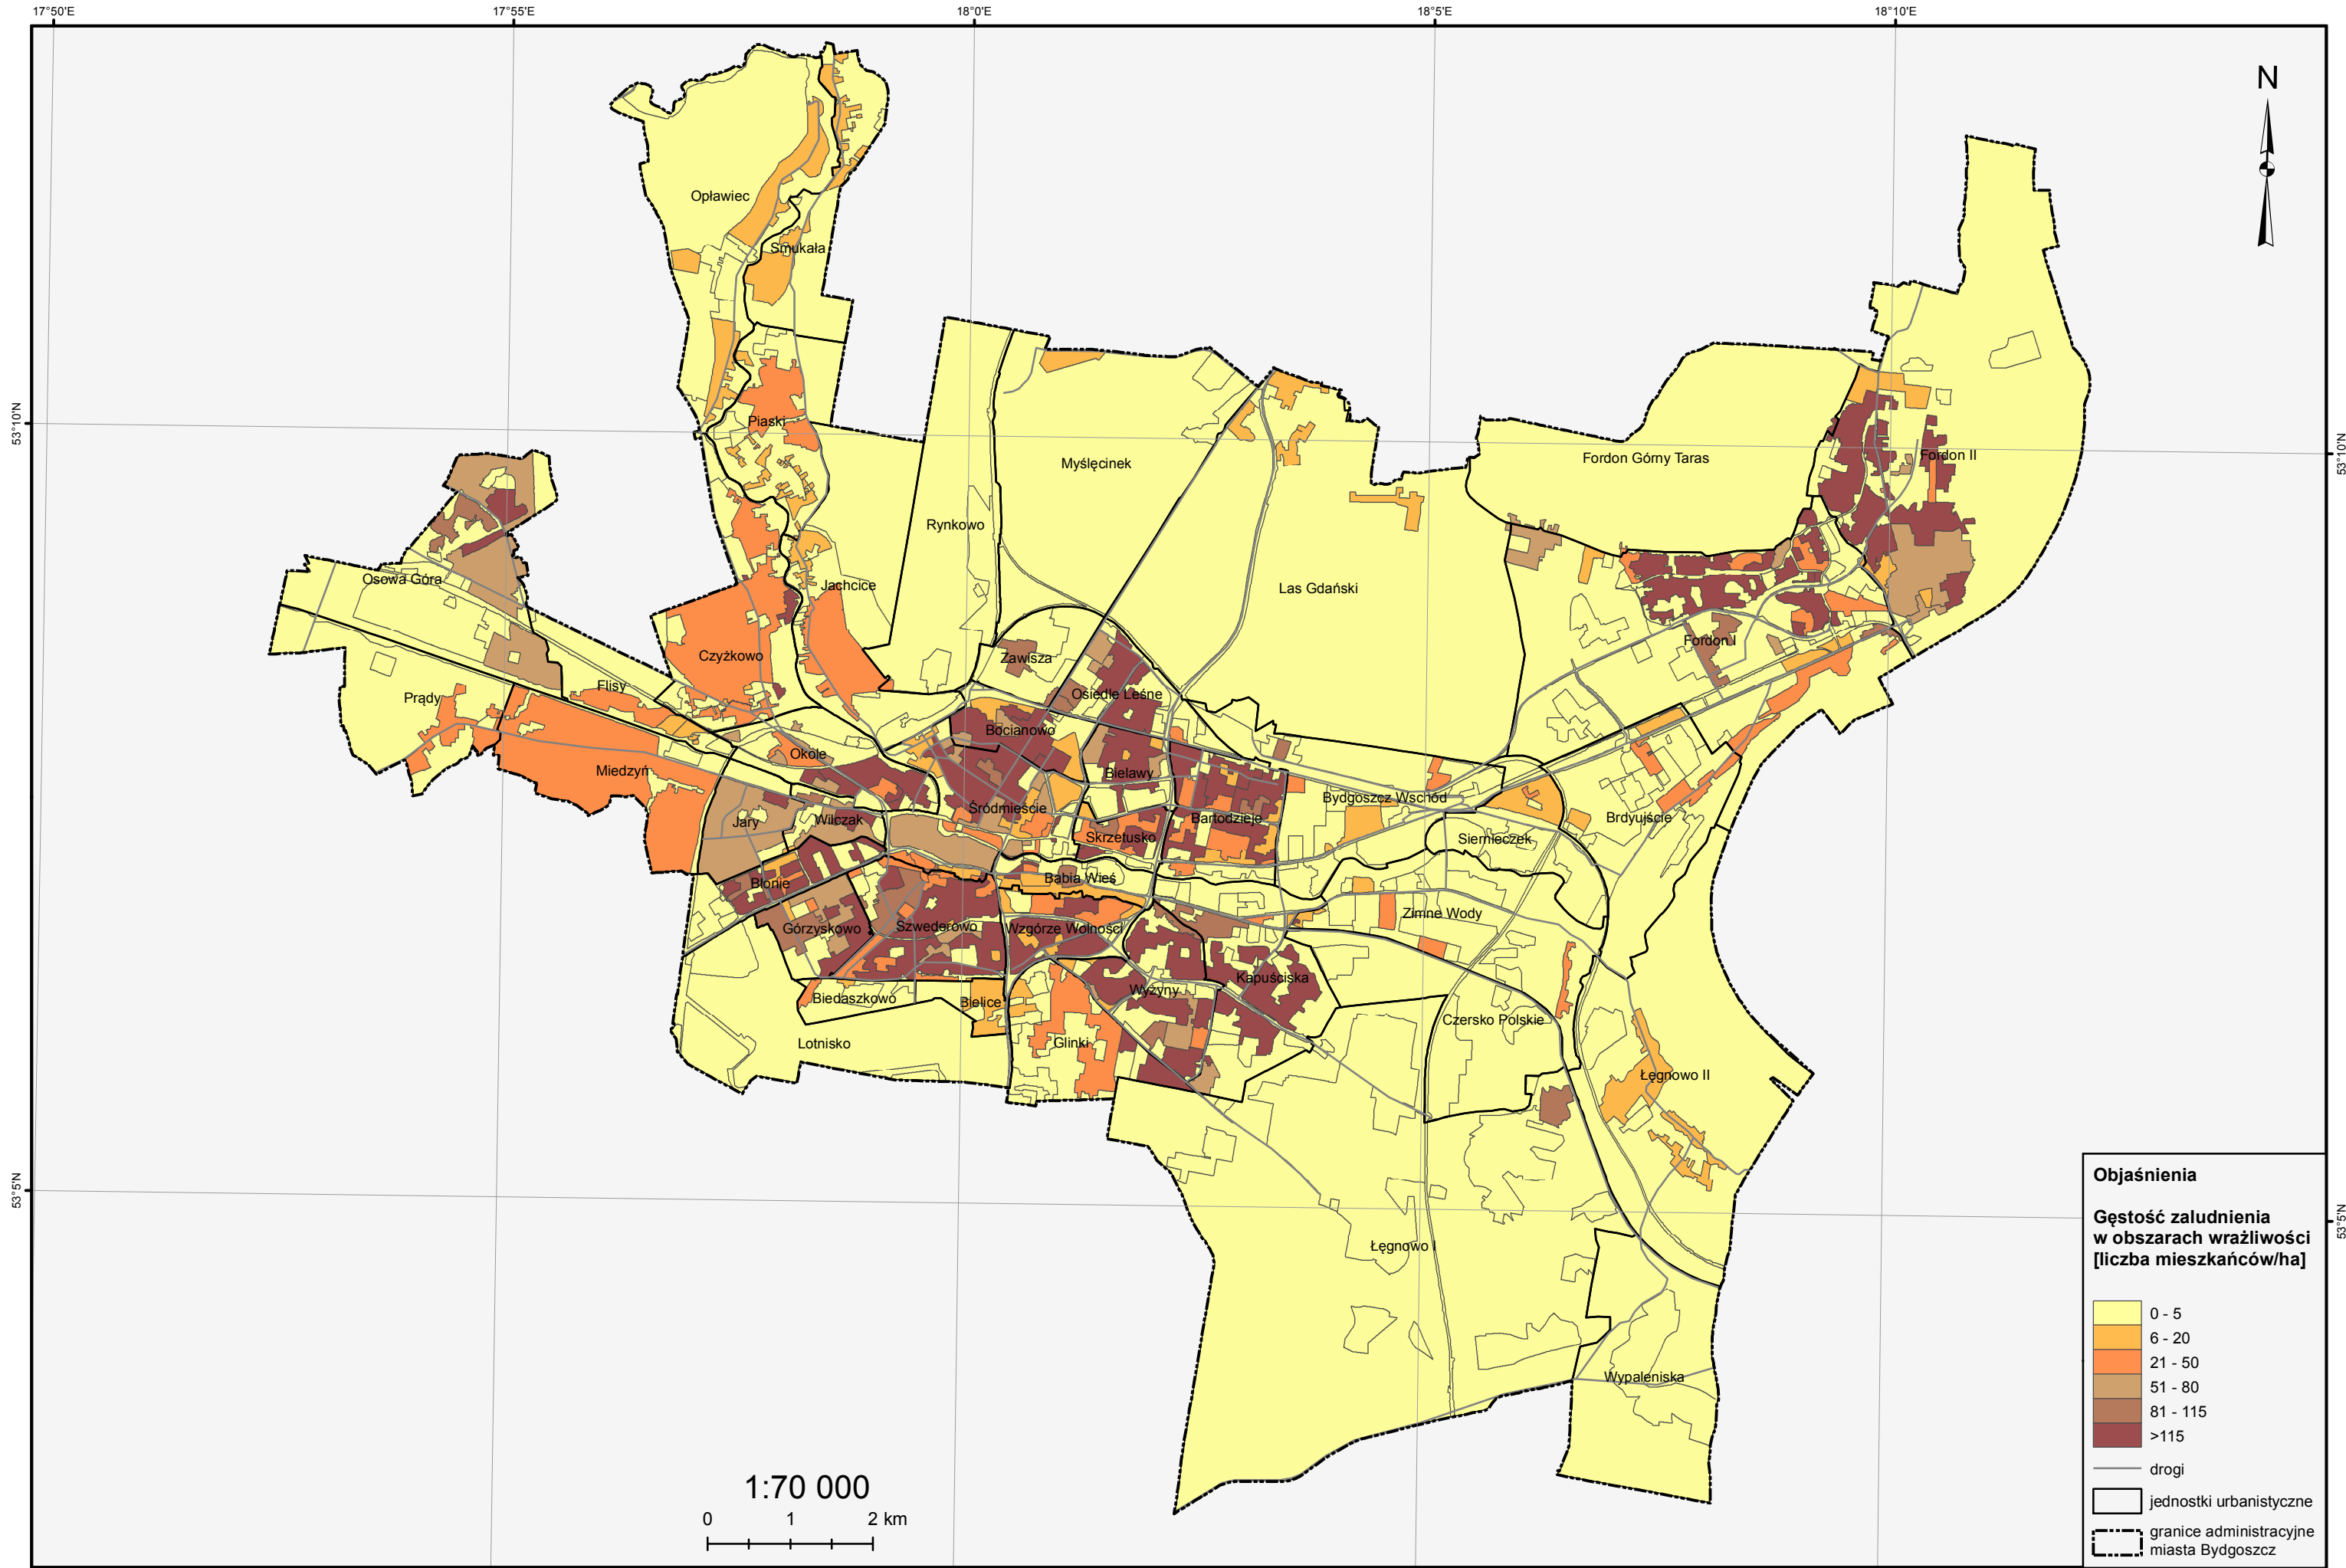 17°50'E
17°55'E
18°0'E
18°5'E
18°10'E
N
Opławiec
Smukała
53°10'N
Piaski
53°10'N
Myślęcinek
Fordon Górny Taras
Fordon II
Rynkowo
Osowa Góra
Jachcice
Las Gdański
Fordon I
Czyżkowo
Zawisza
Flisy
Osiedle Leśne
Prądy
Bocianowo
Okole
Miedzyń
Bielawy
Bydgoszcz Wschód
Śródmieście
Jary
Wilczak
Bartodzieje
Brdyujście
Skrzetusko
Siernieczek
Błonie
Babia Wieś
Zimne Wody
Górzyskowo
Szwederowo
Wzgórze Wolności
Kapuściska
Wyżyny
Biedaszkowo
Bielice
Czersko Polskie
Lotnisko
Glinki
Łęgnowo II
53°5'N
53°5'N
Łęgnowo I
Wypaleniska
1:70 000
0 1 2 km
Objaśnienia
Gęstość zaludnienia
w obszarach wrażliwości
[liczba mieszkańców/ha]
0 - 5
6 - 20
21 - 50
51 - 80
81 - 115
>115
drogi
jednostki urbanistyczne
granice administracyjne
miasta Bydgoszcz